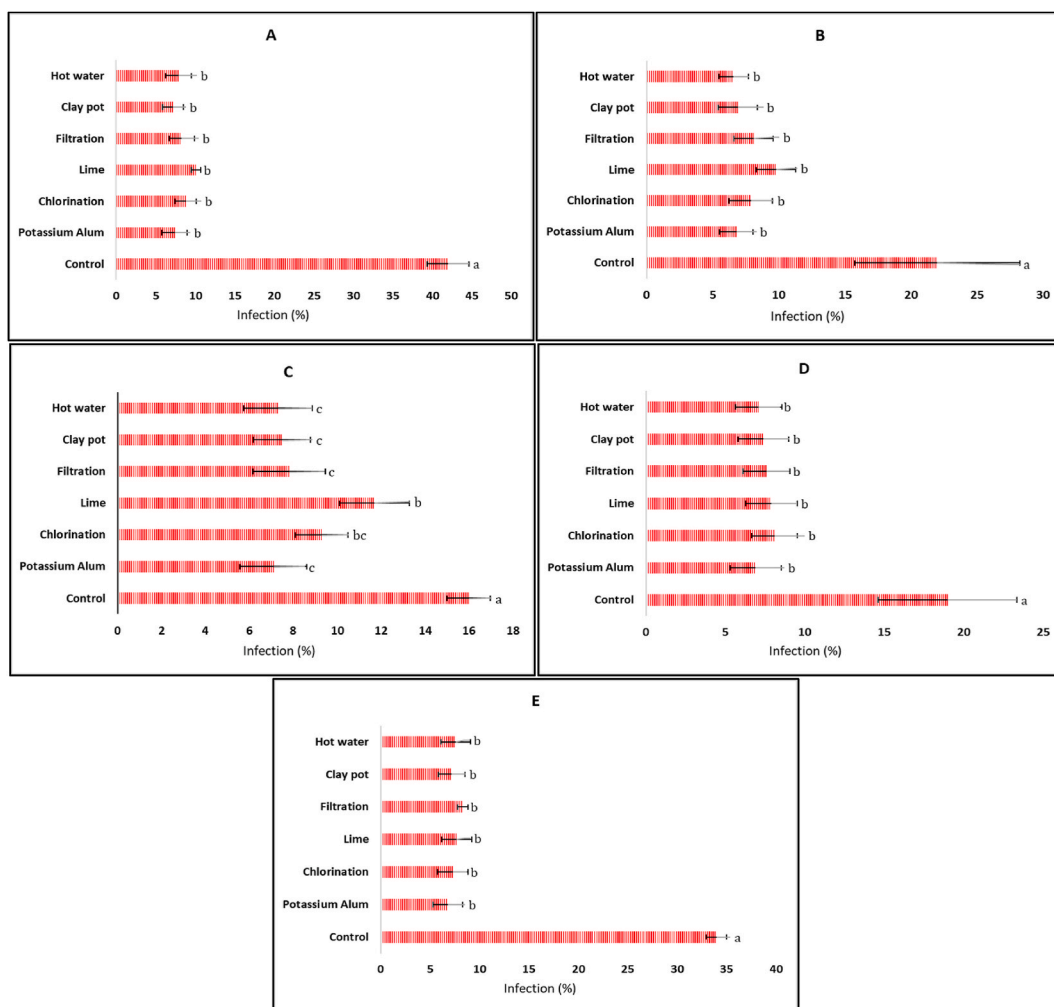 A
Hot water b
Clay pot b
Filtration b
Lime b
Chlorination b
Potassium Alum b
Control a
0 5 10 15 20 25 30 35 40 45 50
Infection (%)
B
Hot water b
Clay pot b
Filtration b
Lime b
Chlorination b
Potassium Alum b
Control a
0 5 10 15 20 25 30
Infection (%)
C
Hot water c
Clay pot c
Filtration c
Lime b
Chlorination bc
Potassium Alum c
Control a
0 2 4 6 8 10 12 14 16 18
Infection (%)
D
Hot water b
Clay pot b
Filtration b
Lime b
Chlorination b
Potassium Alum b
Control a
0 5 10 15 20 25
Infection (%)
E
Hot water b
Clay pot b
Filtration b
Lime b
Chlorination b
Potassium Alum b
Control a
0 5 10 15 20 25 30 35 40
Infection (%)